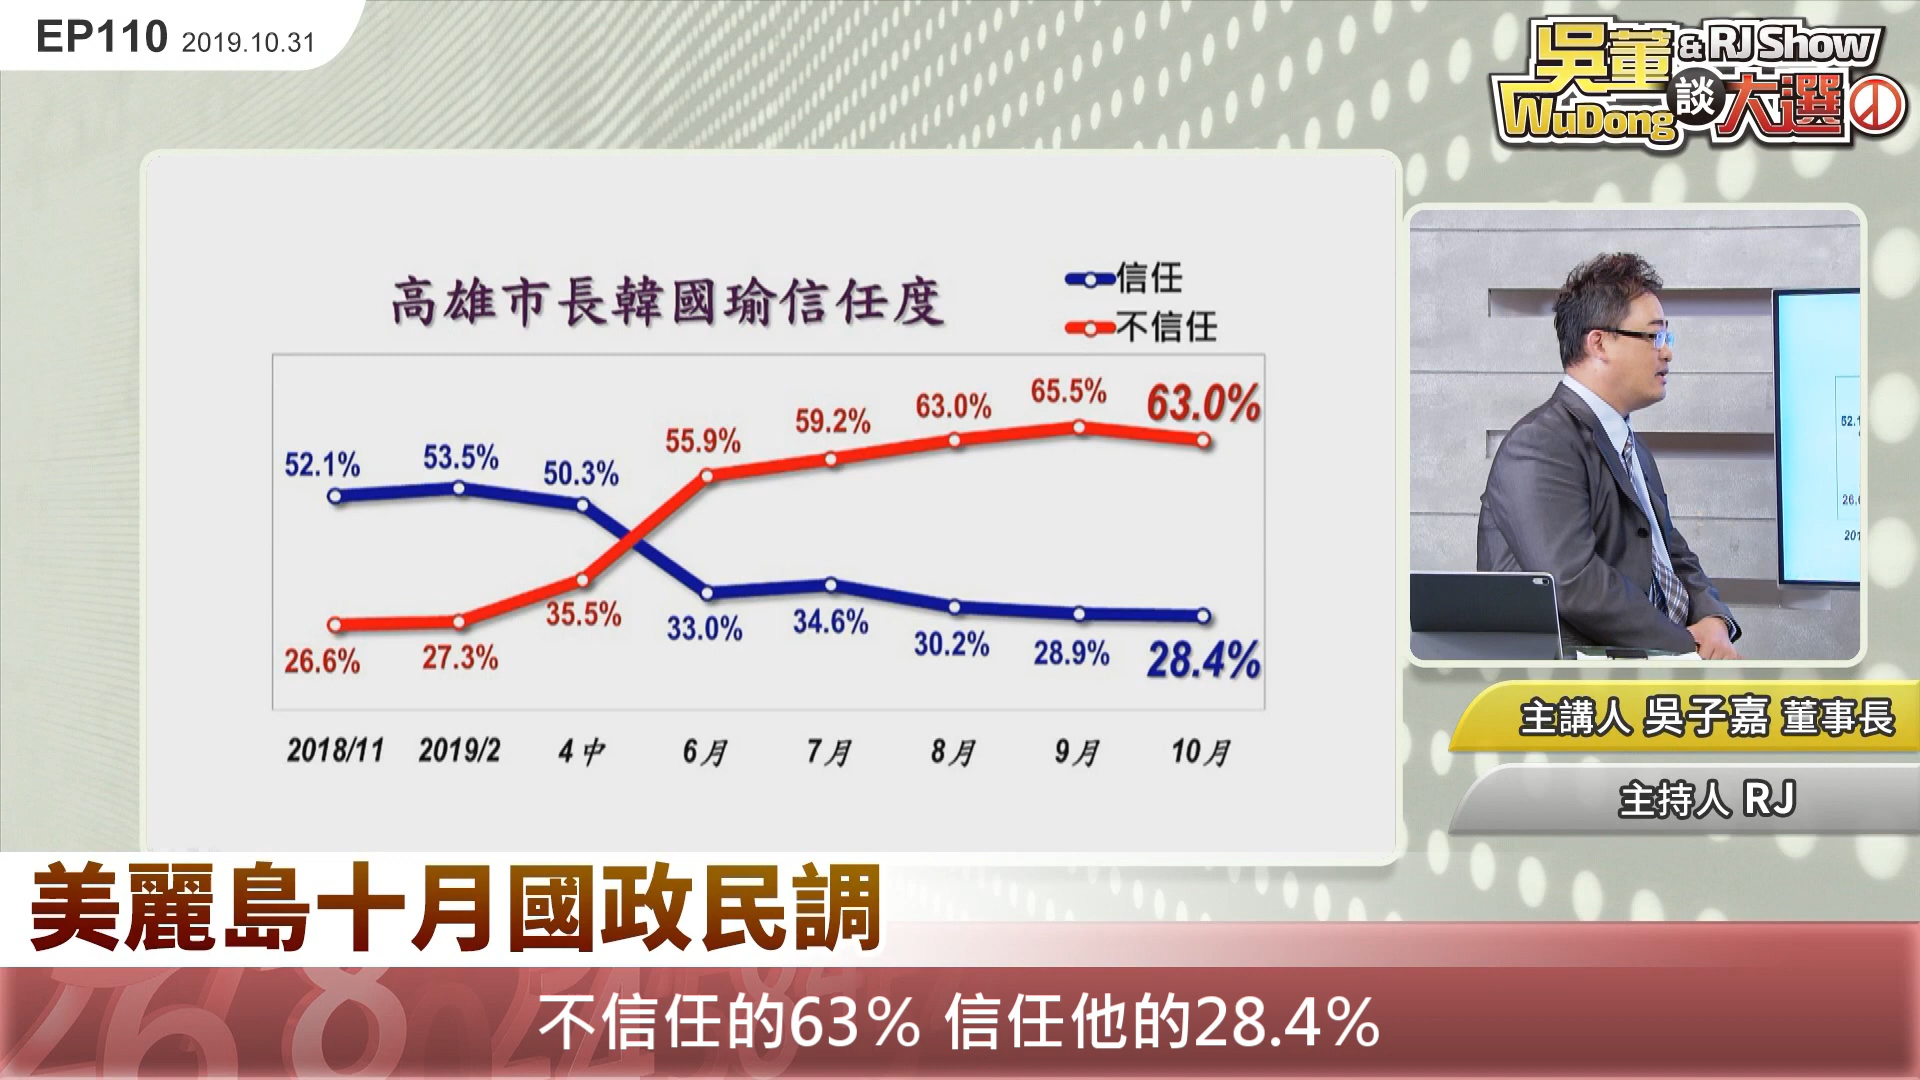 EP110 2019.10.31
吳董 & RJ Show
WuDong 談 大選
高雄市長韓國瑜信任度
信任
不信任
52.1% 53.5% 50.3% 55.9% 59.2% 63.0% 65.5% 63.0%
26.6% 27.3% 35.5% 33.0% 34.6% 30.2% 28.9% 28.4%
2018/11 2019/2 4中 6月 7月 8月 9月 10月
52.1
26.6
201
主講人 吳子嘉 董事長
主持人 RJ
美麗島十月國政民調
不信任的63% 信任他的28.4%